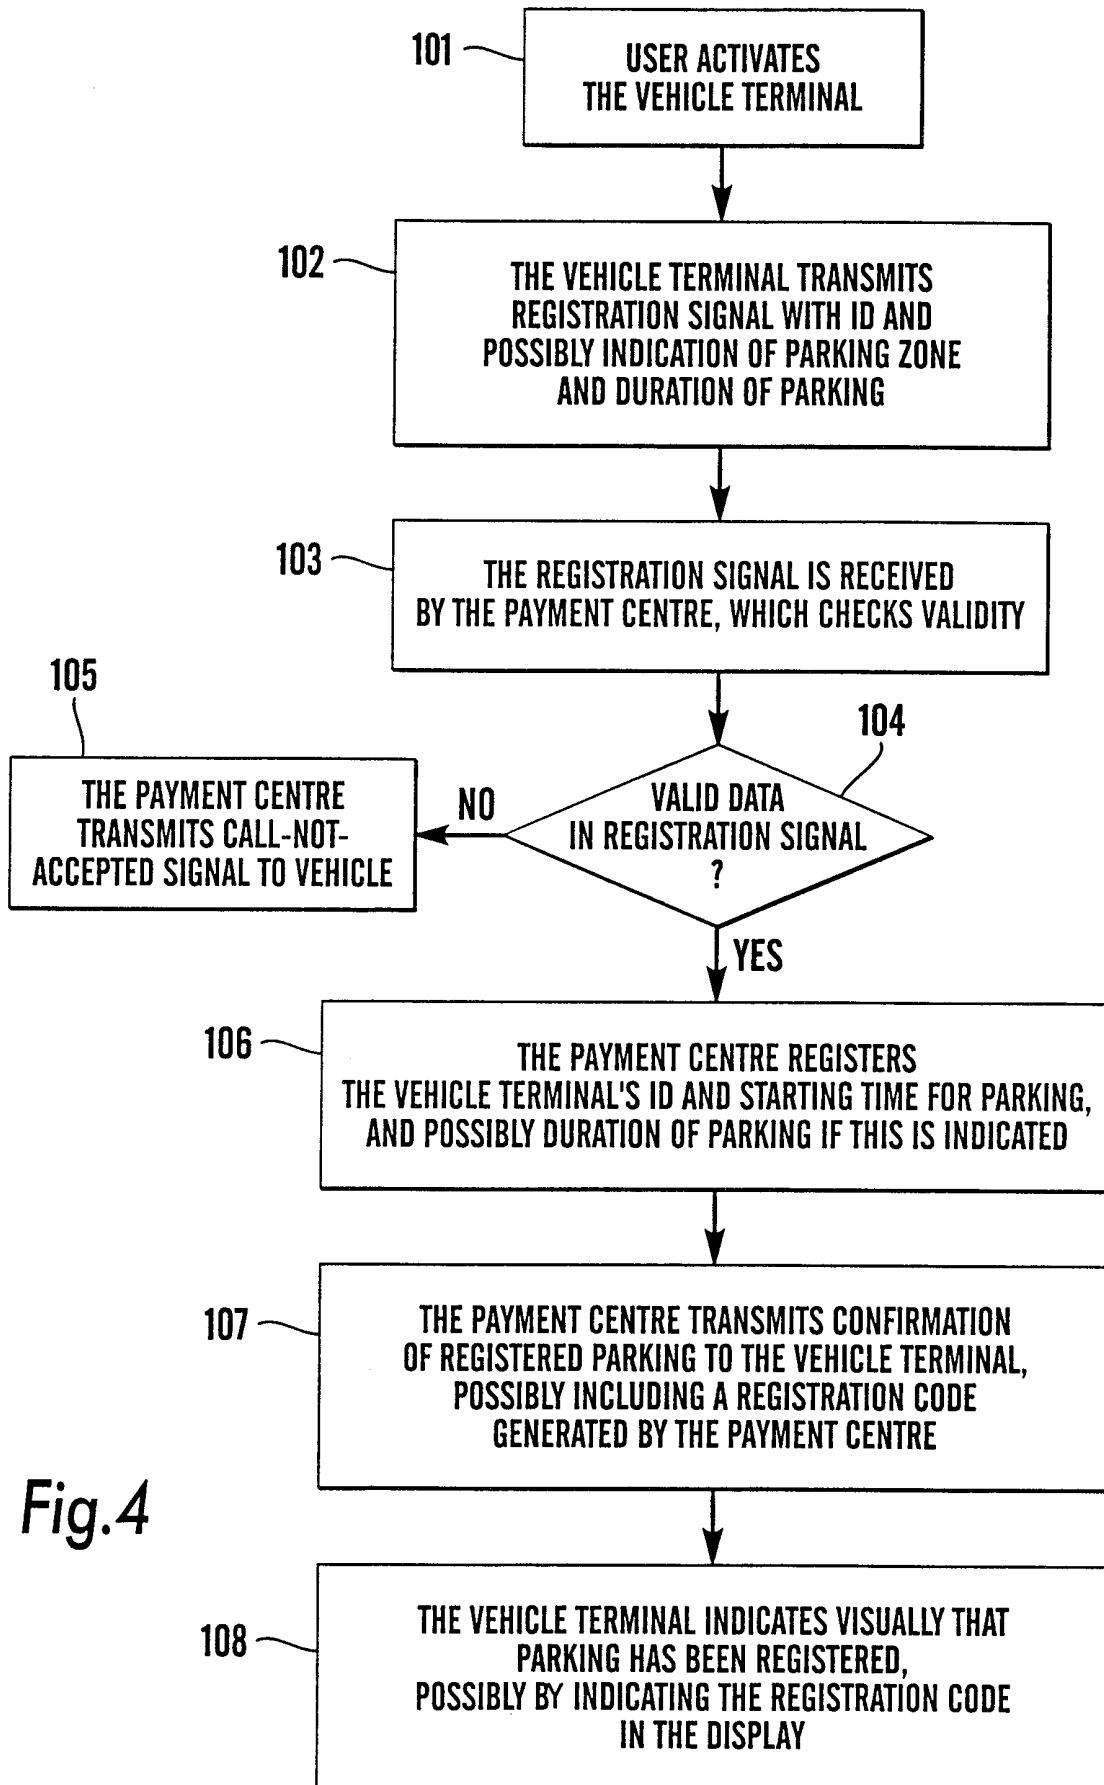 101
USER ACTIVATES
THE VEHICLE TERMINAL
102
THE VEHICLE TERMINAL TRANSMITS
REGISTRATION SIGNAL WITH ID AND
POSSIBLY INDICATION OF PARKING ZONE
AND DURATION OF PARKING
103
THE REGISTRATION SIGNAL IS RECEIVED
BY THE PAYMENT CENTRE, WHICH CHECKS VALIDITY
104
VALID DATA
IN REGISTRATION SIGNAL
?
NO
105
THE PAYMENT CENTRE
TRANSMITS CALL-NOT-
ACCEPTED SIGNAL TO VEHICLE
YES
106
THE PAYMENT CENTRE REGISTERS
THE VEHICLE TERMINAL'S ID AND STARTING TIME FOR PARKING,
AND POSSIBLY DURATION OF PARKING IF THIS IS INDICATED
107
THE PAYMENT CENTRE TRANSMITS CONFIRMATION
OF REGISTERED PARKING TO THE VEHICLE TERMINAL,
POSSIBLY INCLUDING A REGISTRATION CODE
GENERATED BY THE PAYMENT CENTRE
Fig.4
108
THE VEHICLE TERMINAL INDICATES VISUALLY THAT
PARKING HAS BEEN REGISTERED,
POSSIBLY BY INDICATING THE REGISTRATION CODE
IN THE DISPLAY